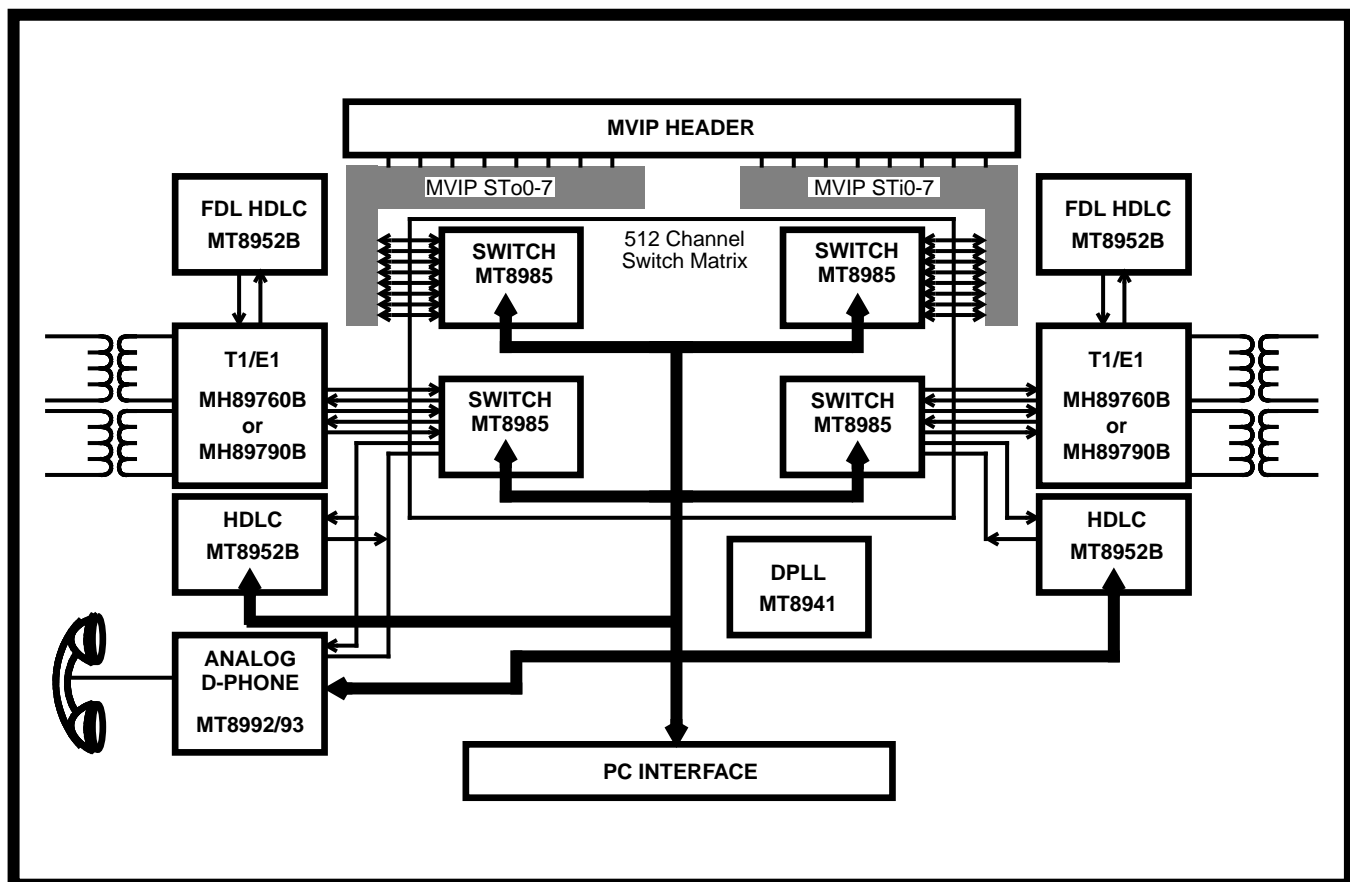 MVIP HEADER
MVIP STo0-7
MVIP STi0-7
FDL HDLC
MT8952B
SWITCH
MT8985
512 Channel
Switch Matrix
SWITCH
MT8985
FDL HDLC
MT8952B
T1/E1
MH89760B
or
MH89790B
SWITCH
MT8985
SWITCH
MT8985
T1/E1
MH89760B
or
MH89790B
HDLC
MT8952B
DPLL
MT8941
HDLC
MT8952B
ANALOG
D-PHONE
MT8992/93
PC INTERFACE